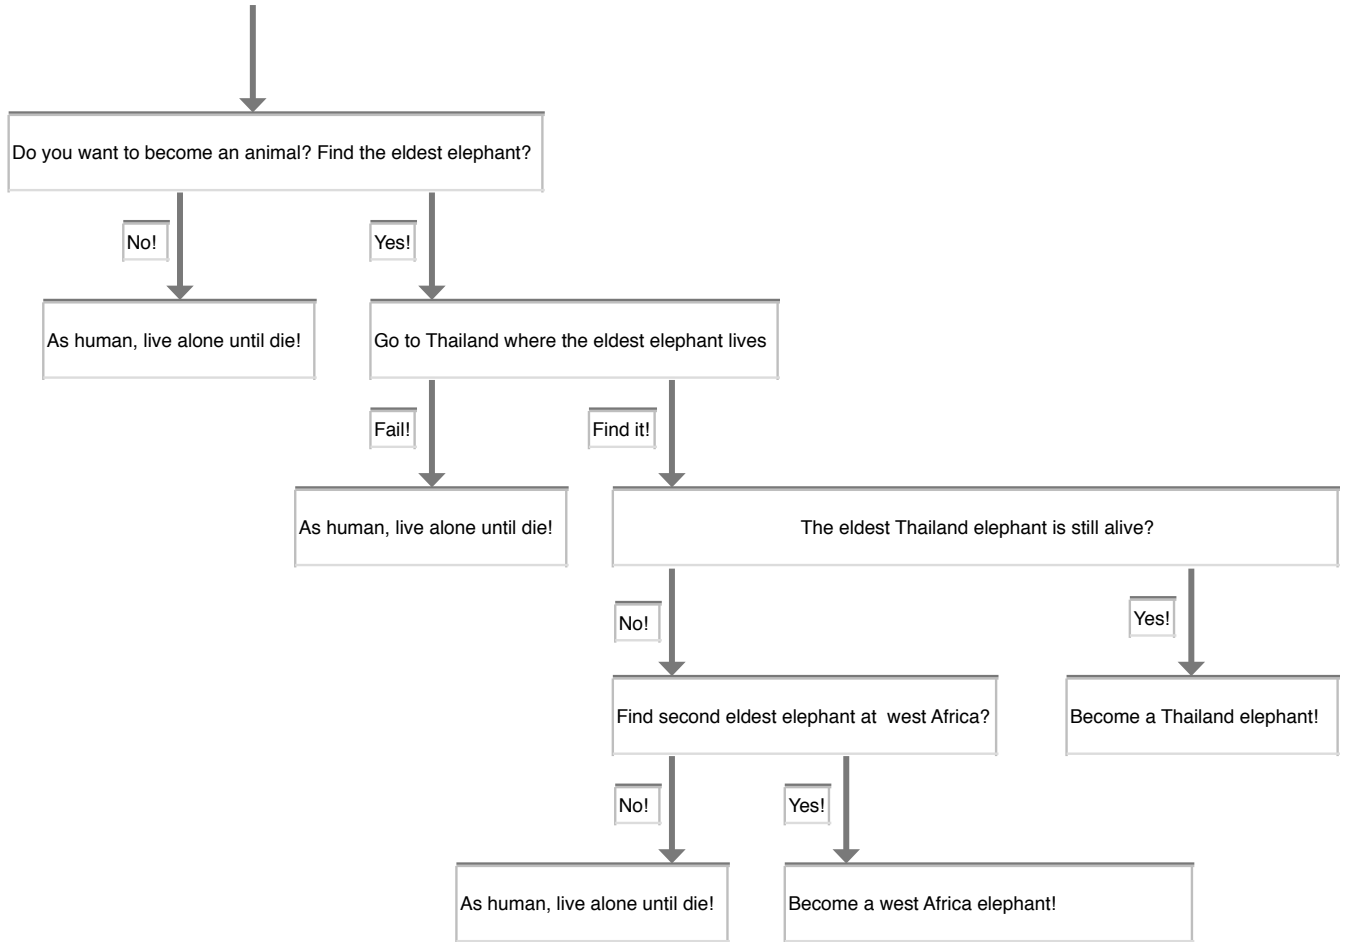 Do you want to become an animal? Find the eldest elephant?
No!
Yes!
As human, live alone until die!
Go to Thailand where the eldest elephant lives
Fail!
Find it!
As human, live alone until die!
The eldest Thailand elephant is still alive?
No!
Yes!
Find second eldest elephant at  west Africa?
Become a Thailand elephant!
No!
Yes!
As human, live alone until die!
Become a west Africa elephant!